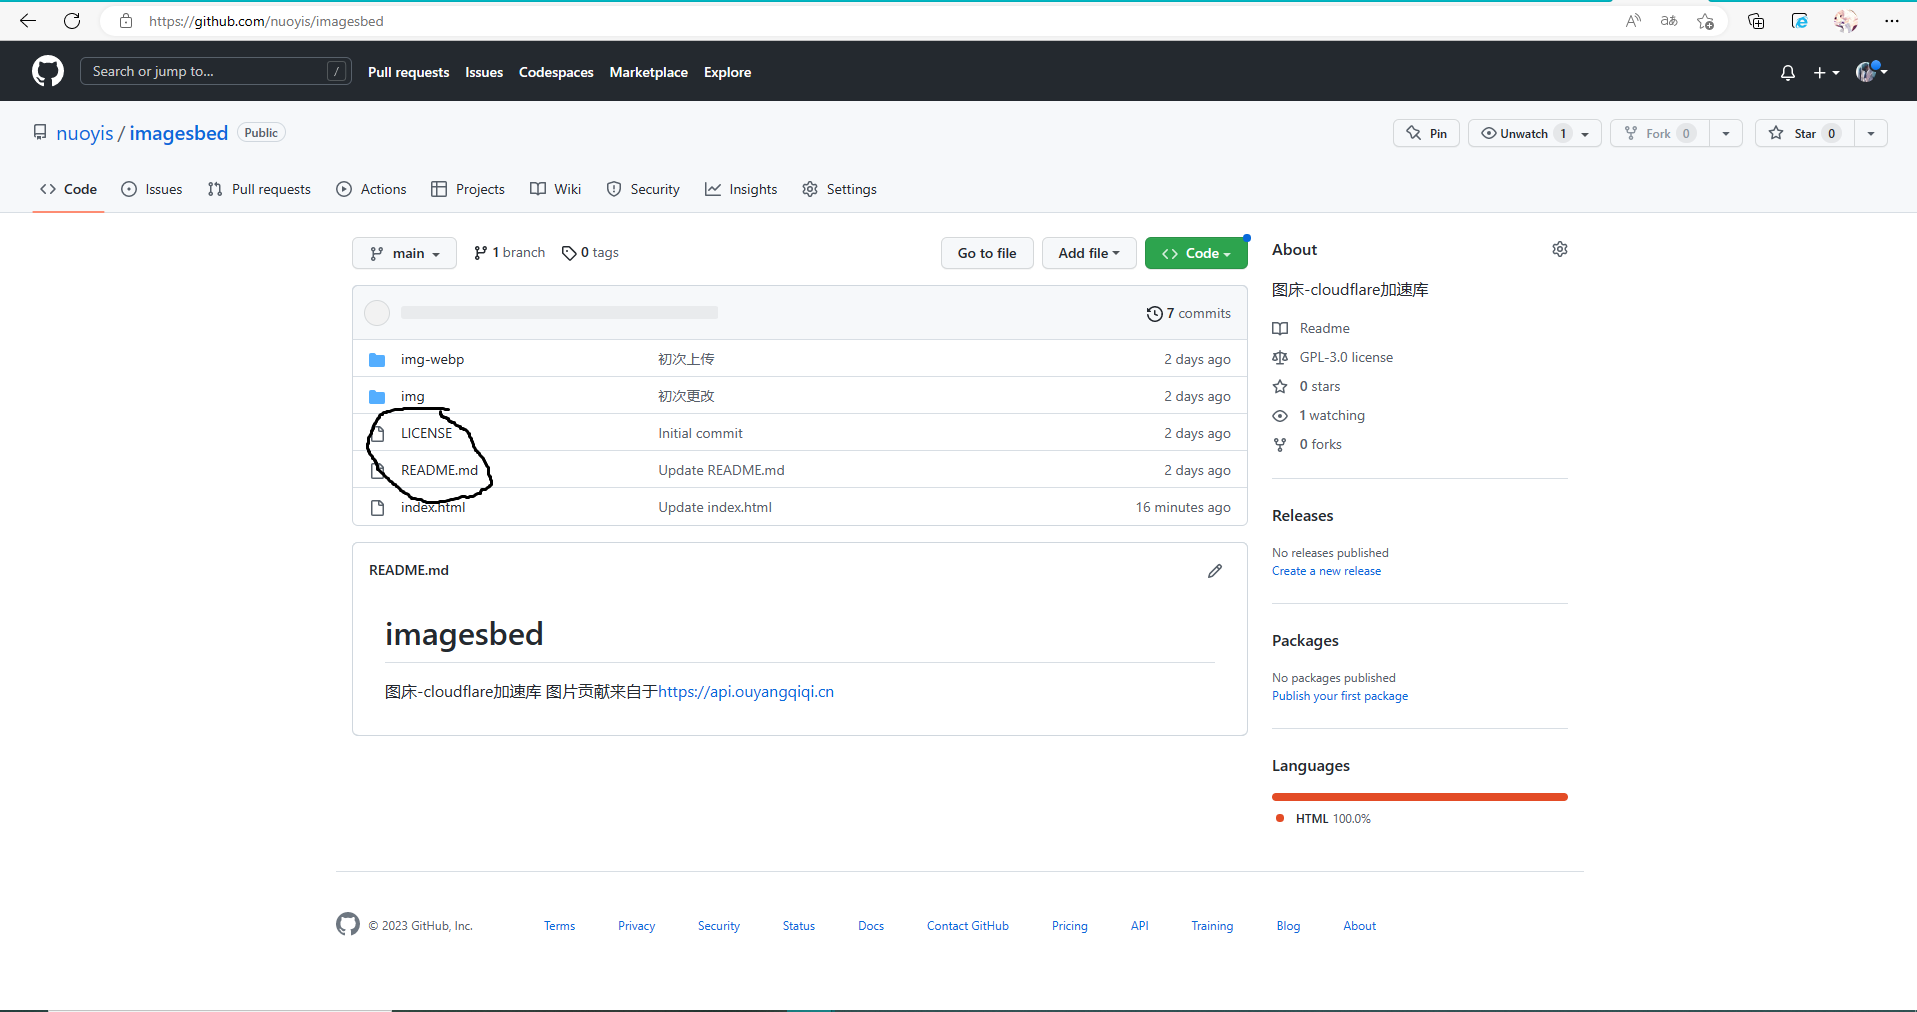 https://github.com/nuoyis/imagesbed
Search or jump to... /
Pull requests Issues Codespaces Marketplace Explore
nuoyis / imagesbed Public
Pin Unwatch 1 Fork 0 Star 0
Code Issues Pull requests Actions Projects Wiki Security Insights Settings
main 1 branch 0 tags Go to file Add file Code
7 commits
img-webp 初次上传 2 days ago
img 初次更改 2 days ago
LICENSE Initial commit 2 days ago
README.md Update README.md 2 days ago
index.html Update index.html 16 minutes ago
README.md
imagesbed
图床-cloudflare加速库 图片贡献来自于https://api.ouyangqiqi.cn
About
图床-cloudflare加速库
Readme
GPL-3.0 license
0 stars
1 watching
0 forks
Releases
No releases published
Create a new release
Packages
No packages published
Publish your first package
Languages
HTML 100.0%
© 2023 GitHub, Inc. Terms Privacy Security Status Docs Contact GitHub Pricing API Training Blog About